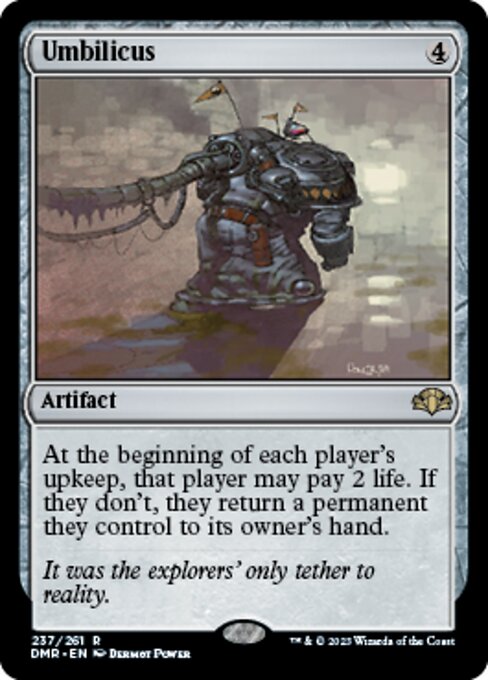 Umbilicus 4
Artifact
At the beginning of each player's
upkeep, that player may pay 2 life. If
they don't, they return a permanent
they control to its owner's hand.
It was the explorers' only tether to
reality.
237/261 R ™ & © 2023 Wizards of the Coast
DMR • EN Dermot Power